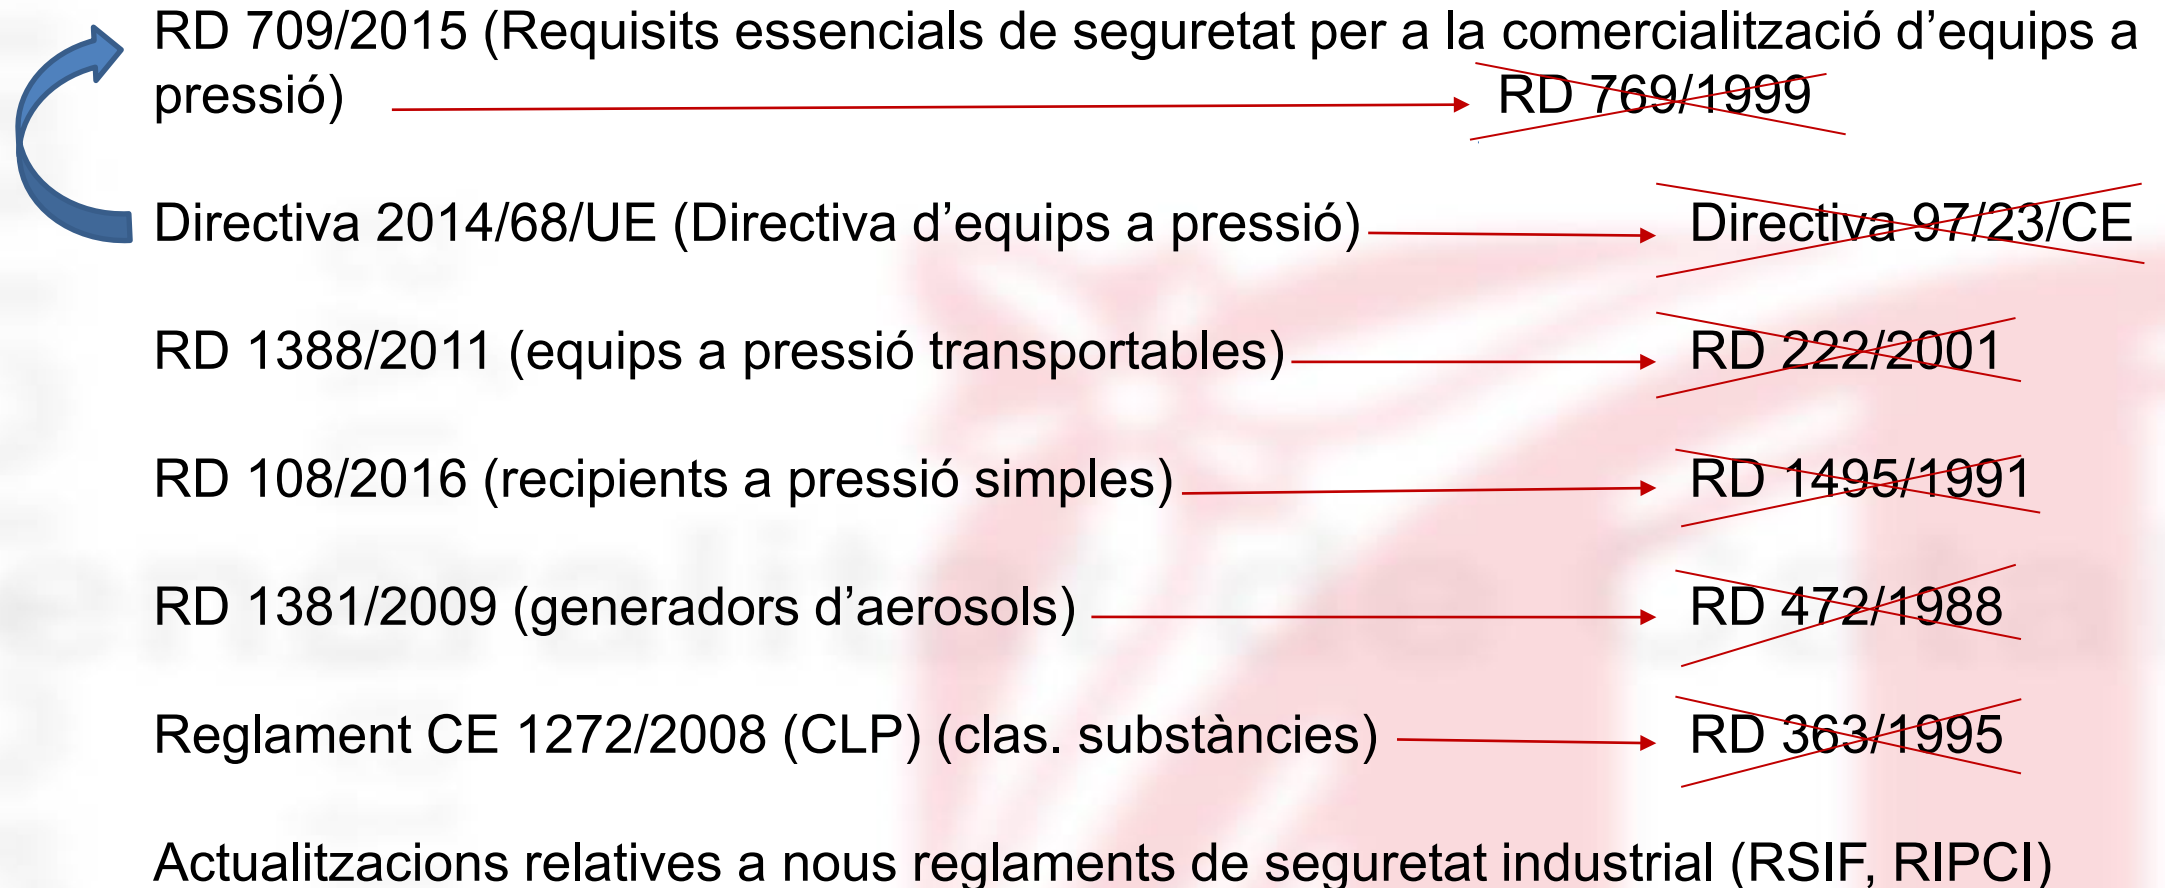 RD 709/2015 (Requisits essencials de seguretat per a la comercialització d’equips a
pressió) RD 769/1999
Directiva 2014/68/UE (Directiva d’equips a pressió) Directiva 97/23/CE
RD 1388/2011 (equips a pressió transportables) RD 222/2001
RD 108/2016 (recipients a pressió simples) RD 1495/1991
RD 1381/2009 (generadors d’aerosols) RD 472/1988
Reglament CE 1272/2008 (CLP) (clas. substàncies) RD 363/1995
Actualitzacions relatives a nous reglaments de seguretat industrial (RSIF, RIPCI)